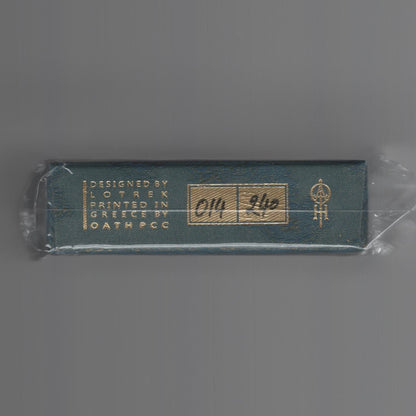 DESIGNED BY
LOTREK
PRINTED IN
GREECE BY
OATH PCC
014 240